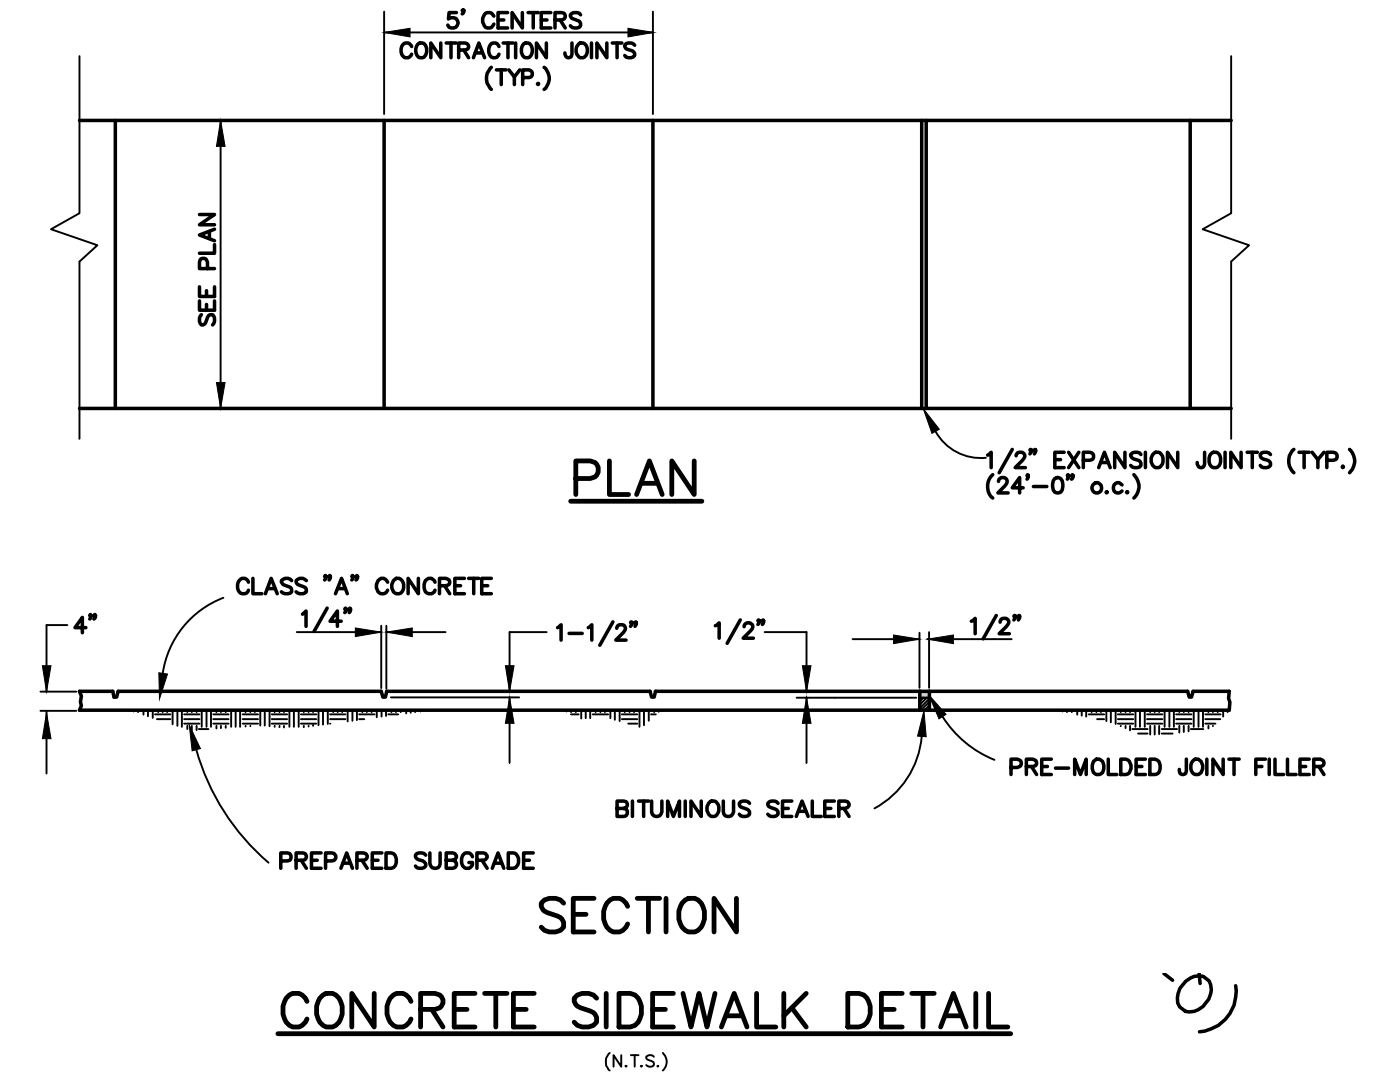 5' CENTERS
CONTRACTION JOINTS
(TYP.)
SEE PLAN
1/2" EXPANSION JOINTS (TYP.)
(24'-0" o.c.)
PLAN
CLASS "A" CONCRETE
4"
1/4"
1-1/2"
1/2"
1/2"
PRE-MOLDED JOINT FILLER
BITUMINOUS SEALER
PREPARED SUBGRADE
SECTION
CONCRETE SIDEWALK DETAIL
(N.T.S.)